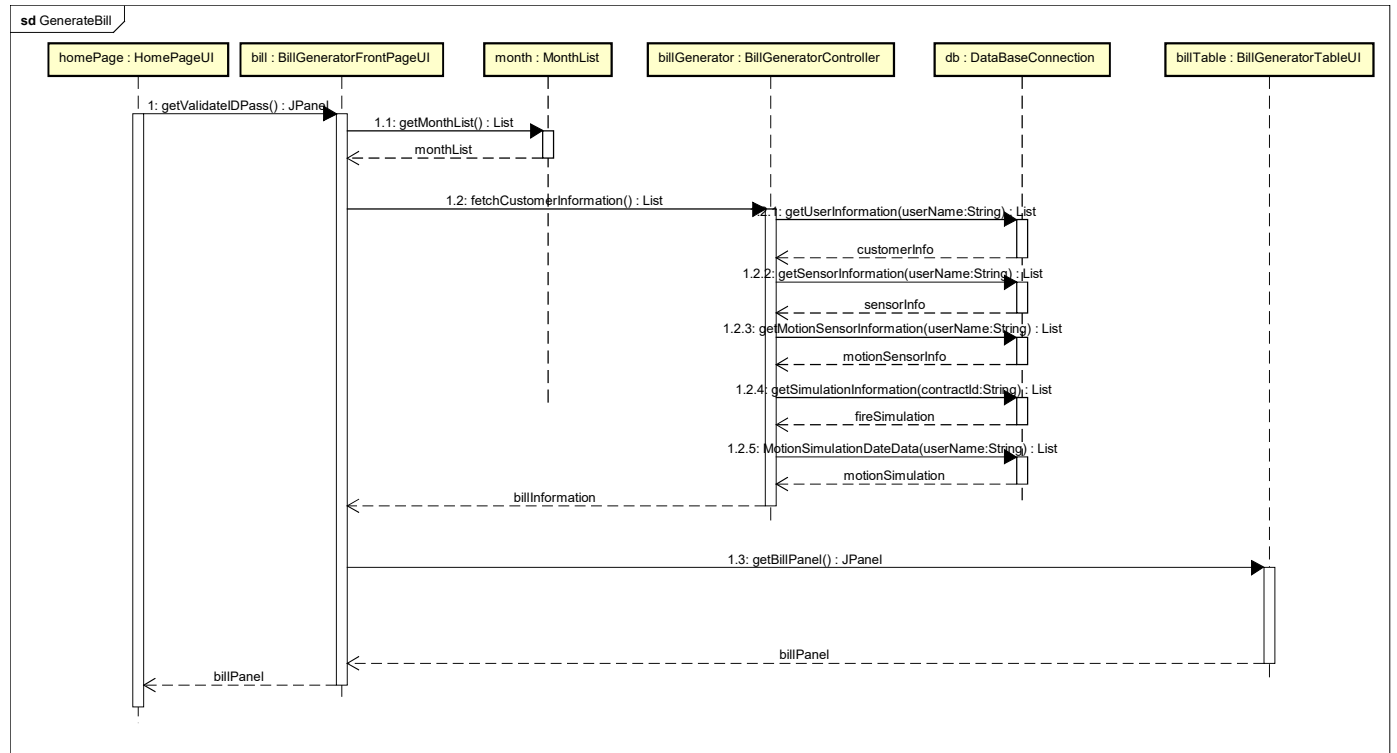 sd GenerateBill
homePage : HomePageUI
bill : BillGeneratorFrontPageUI
month : MonthList
billGenerator : BillGeneratorController
db : DataBaseConnection
billTable : BillGeneratorTableUI
1: getValidateIDPass() : JPanel
1.1: getMonthList() : List
monthList
1.2: fetchCustomerInformation() : List
1.2.1: getUserInformation(userName:String) : List
customerInfo
1.2.2: getSensorInformation(userName:String) : List
sensorInfo
1.2.3: getMotionSensorInformation(userName:String) : List
motionSensorInfo
1.2.4: getSimulationInformation(contractId:String) : List
fireSimulation
1.2.5: MotionSimulationDateData(userName:String) : List
motionSimulation
billInformation
1.3: getBillPanel() : JPanel
billPanel
billPanel